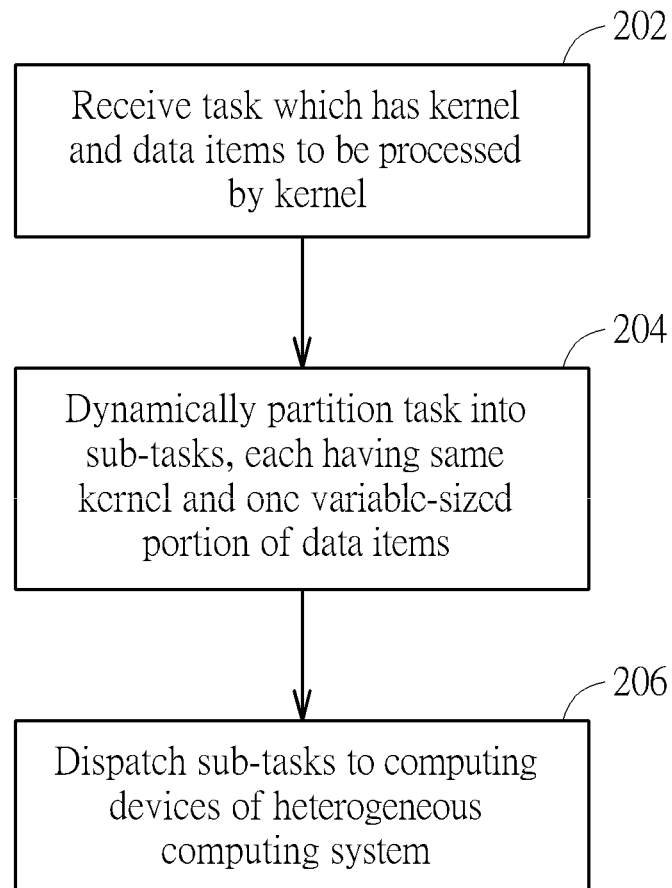 202
Receive task which has kernel
and data items to be processed
by kernel
204
Dynamically partition task into
sub-tasks, each having same
kernel and one variable-sized
portion of data items
206
Dispatch sub-tasks to computing
devices of heterogeneous
computing system